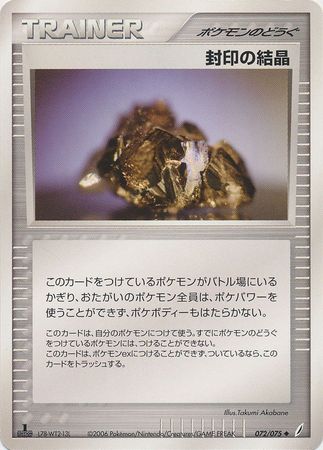 TRAINER
ポケモンのどうぐ
封印の結晶
このカードをつけているポケモンがバトル場にいる
かぎり、おたがいのポケモン全員は、ポケパワーを
使うことができず、ポケボディーもはたらかない。
このカードは、自分のポケモンにつけて使う。すでにポケモンのどうぐ
をつけているポケモンには、つけることができない。
このカードは、ポケモンexにつけることができず、ついているなら、この
カードをトラッシュする。
Illus.Takumi Akabane
1 L78-WT2-13L ©2006 Pokémon/Nintendo/Creatures/GAME FREAK 072/075 ◆